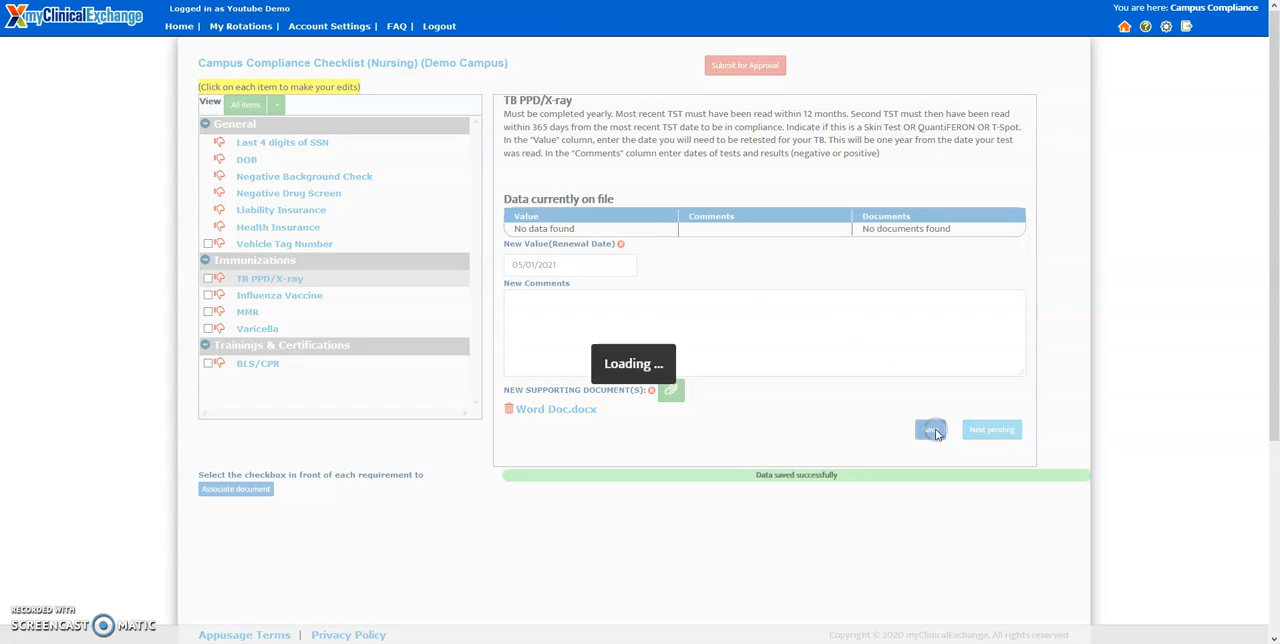 myClinicalExchange
Logged in as Youtube Demo
You are here: Campus Compliance
Home | My Rotations | Account Settings | FAQ | Logout
Campus Compliance Checklist (Nursing) (Demo Campus)
Submit for Approval
(Click on each item to make your edits)
View All items
General
Last 4 digits of SSN
DOB
Negative Background Check
Negative Drug Screen
Liability Insurance
Health Insurance
Vehicle Tag Number
Immunizations
TB PPD/X-ray
Influenza Vaccine
MMR
Varicella
Trainings & Certifications
BLS/CPR
Select the checkbox in front of each requirement to
Associate document
TB PPD/X-ray
Must be completed yearly. Most recent TST must have been read within 12 months. Second TST must then have been read
within 365 days from the most recent TST date to be in compliance. Indicate if this is a Skin Test OR QuantiFERON OR T-Spot.
In the "Value" column, enter the date you will need to be retested for your TB. This will be one year from the date your test
was read. In the "Comments" column enter dates of tests and results (negative or positive)
Data currently on file
Value Comments Documents
No data found No documents found
New Value(Renewal Date)
05/01/2021
New Comments
Loading ...
NEW SUPPORTING DOCUMENT(S):
Word Doc.docx
Next pending
Data saved successfully
RECORDED WITH
SCREENCAST MATIC
Appusage Terms | Privacy Policy
Copyright © 2020 myClinicalExchange. All rights reserved